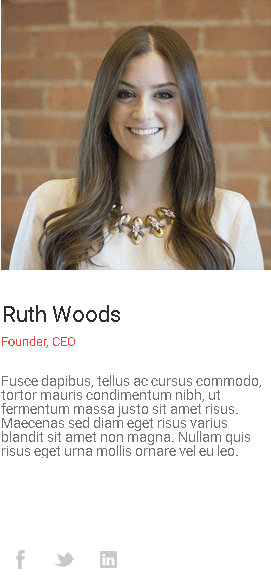 Ruth Woods
Founder, CEO
Fusce dapibus, tellus ac cursus commodo,
tortor mauris condimentum nibh, ut
fermentum massa justo sit amet risus.
Maecenas sed diam eget risus varius
blandit sit amet non magna. Nullam quis
risus eget urna mollis ornare vel eu leo.